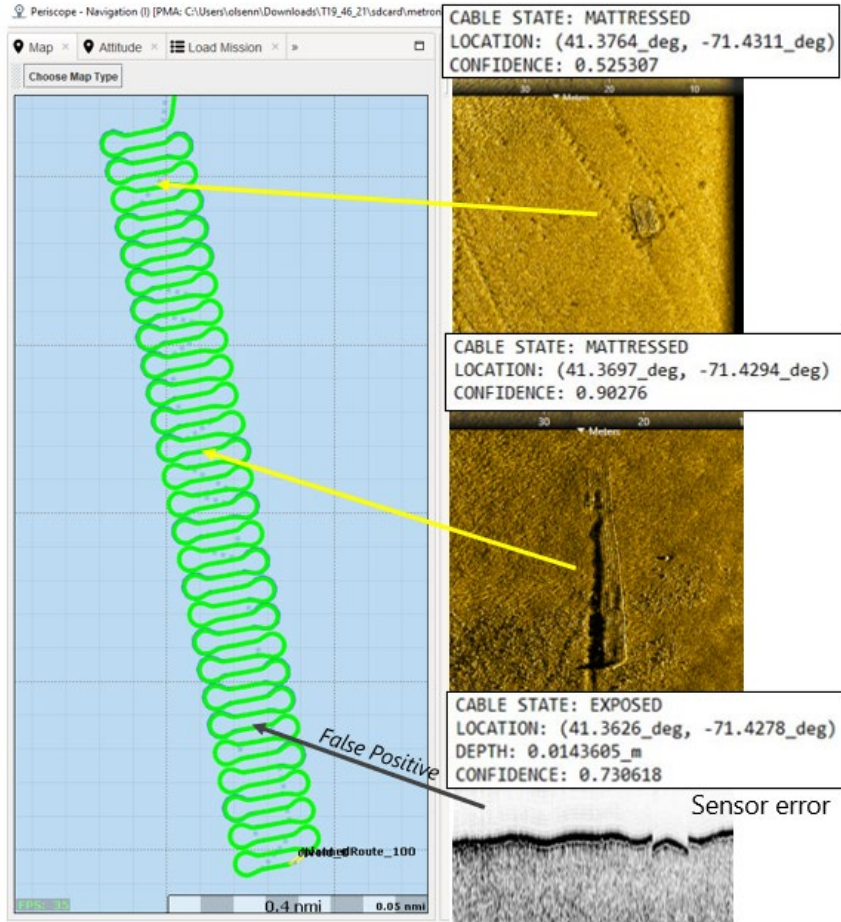 Periscope - Navigation (I) [PMA: C:\Users\olsenn\Downloads\T19_46_21\sdcard\metron
Map × Attitude × Load Mission × »
Choose Map Type
CABLE STATE: MATTRESSED
LOCATION: (41.3764_deg, -71.4311_deg)
CONFIDENCE: 0.525307
30 20 10
Meters
CABLE STATE: MATTRESSED
LOCATION: (41.3697_deg, -71.4294_deg)
CONFIDENCE: 0.90276
30 20
Meters
CABLE STATE: EXPOSED
LOCATION: (41.3626_deg, -71.4278_deg)
DEPTH: 0.0143605_m
CONFIDENCE: 0.730618
False Positive
Sensor error
Route_100
FPS: 35
0.4 nmi 0.05 nmi